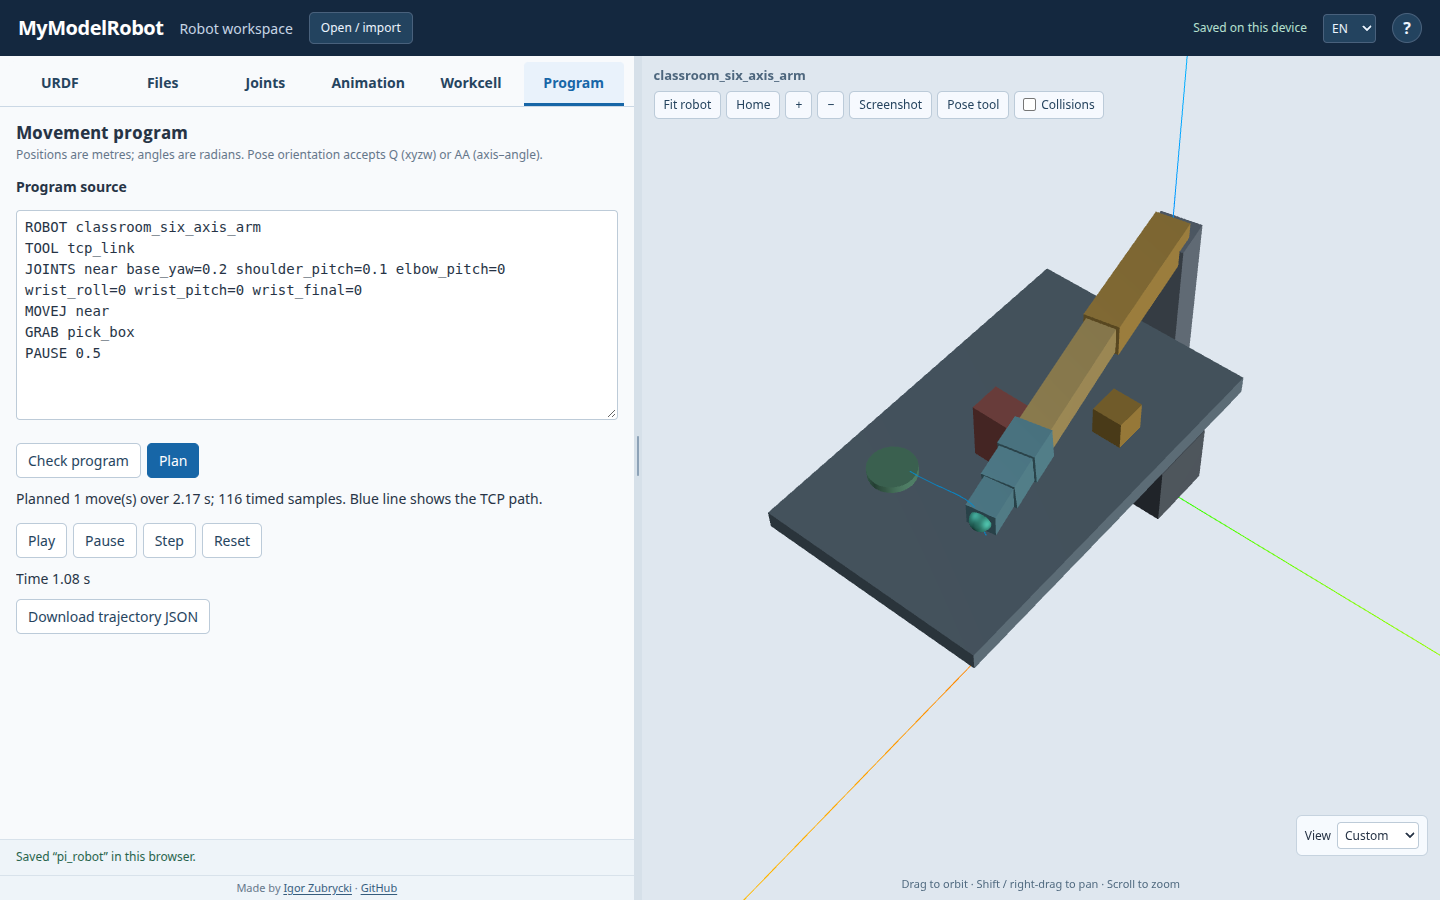 MyModelRobot
Robot workspace
Open / import
Saved on this device
EN
?
URDF
Files
Joints
Animation
Workcell
Program
Movement program
Positions are metres; angles are radians. Pose orientation accepts Q (xyzw) or AA (axis–angle).
Program source
ROBOT classroom_six_axis_arm
TOOL tcp_link
JOINTS near base_yaw=0.2 shoulder_pitch=0.1 elbow_pitch=0
wrist_roll=0 wrist_pitch=0 wrist_final=0
MOVEJ near
GRAB pick_box
PAUSE 0.5
Check program
Plan
Planned 1 move(s) over 2.17 s; 116 timed samples. Blue line shows the TCP path.
Play
Pause
Step
Reset
Time 1.08 s
Download trajectory JSON
Saved “pi_robot” in this browser.
Made by Igor Zubrycki · GitHub
classroom_six_axis_arm
Fit robot
Home
+
−
Screenshot
Pose tool
Collisions
View
Custom
Drag to orbit · Shift / right-drag to pan · Scroll to zoom